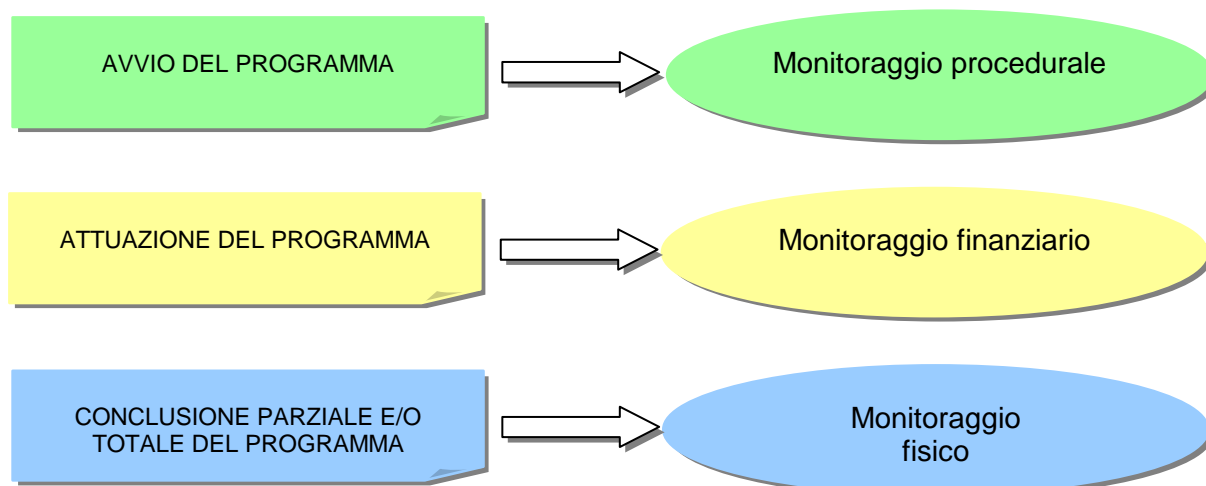 AVVIO DEL PROGRAMMA
Monitoraggio procedurale
ATTUAZIONE DEL PROGRAMMA
Monitoraggio finanziario
CONCLUSIONE PARZIALE E/O
TOTALE DEL PROGRAMMA
Monitoraggio
fisico